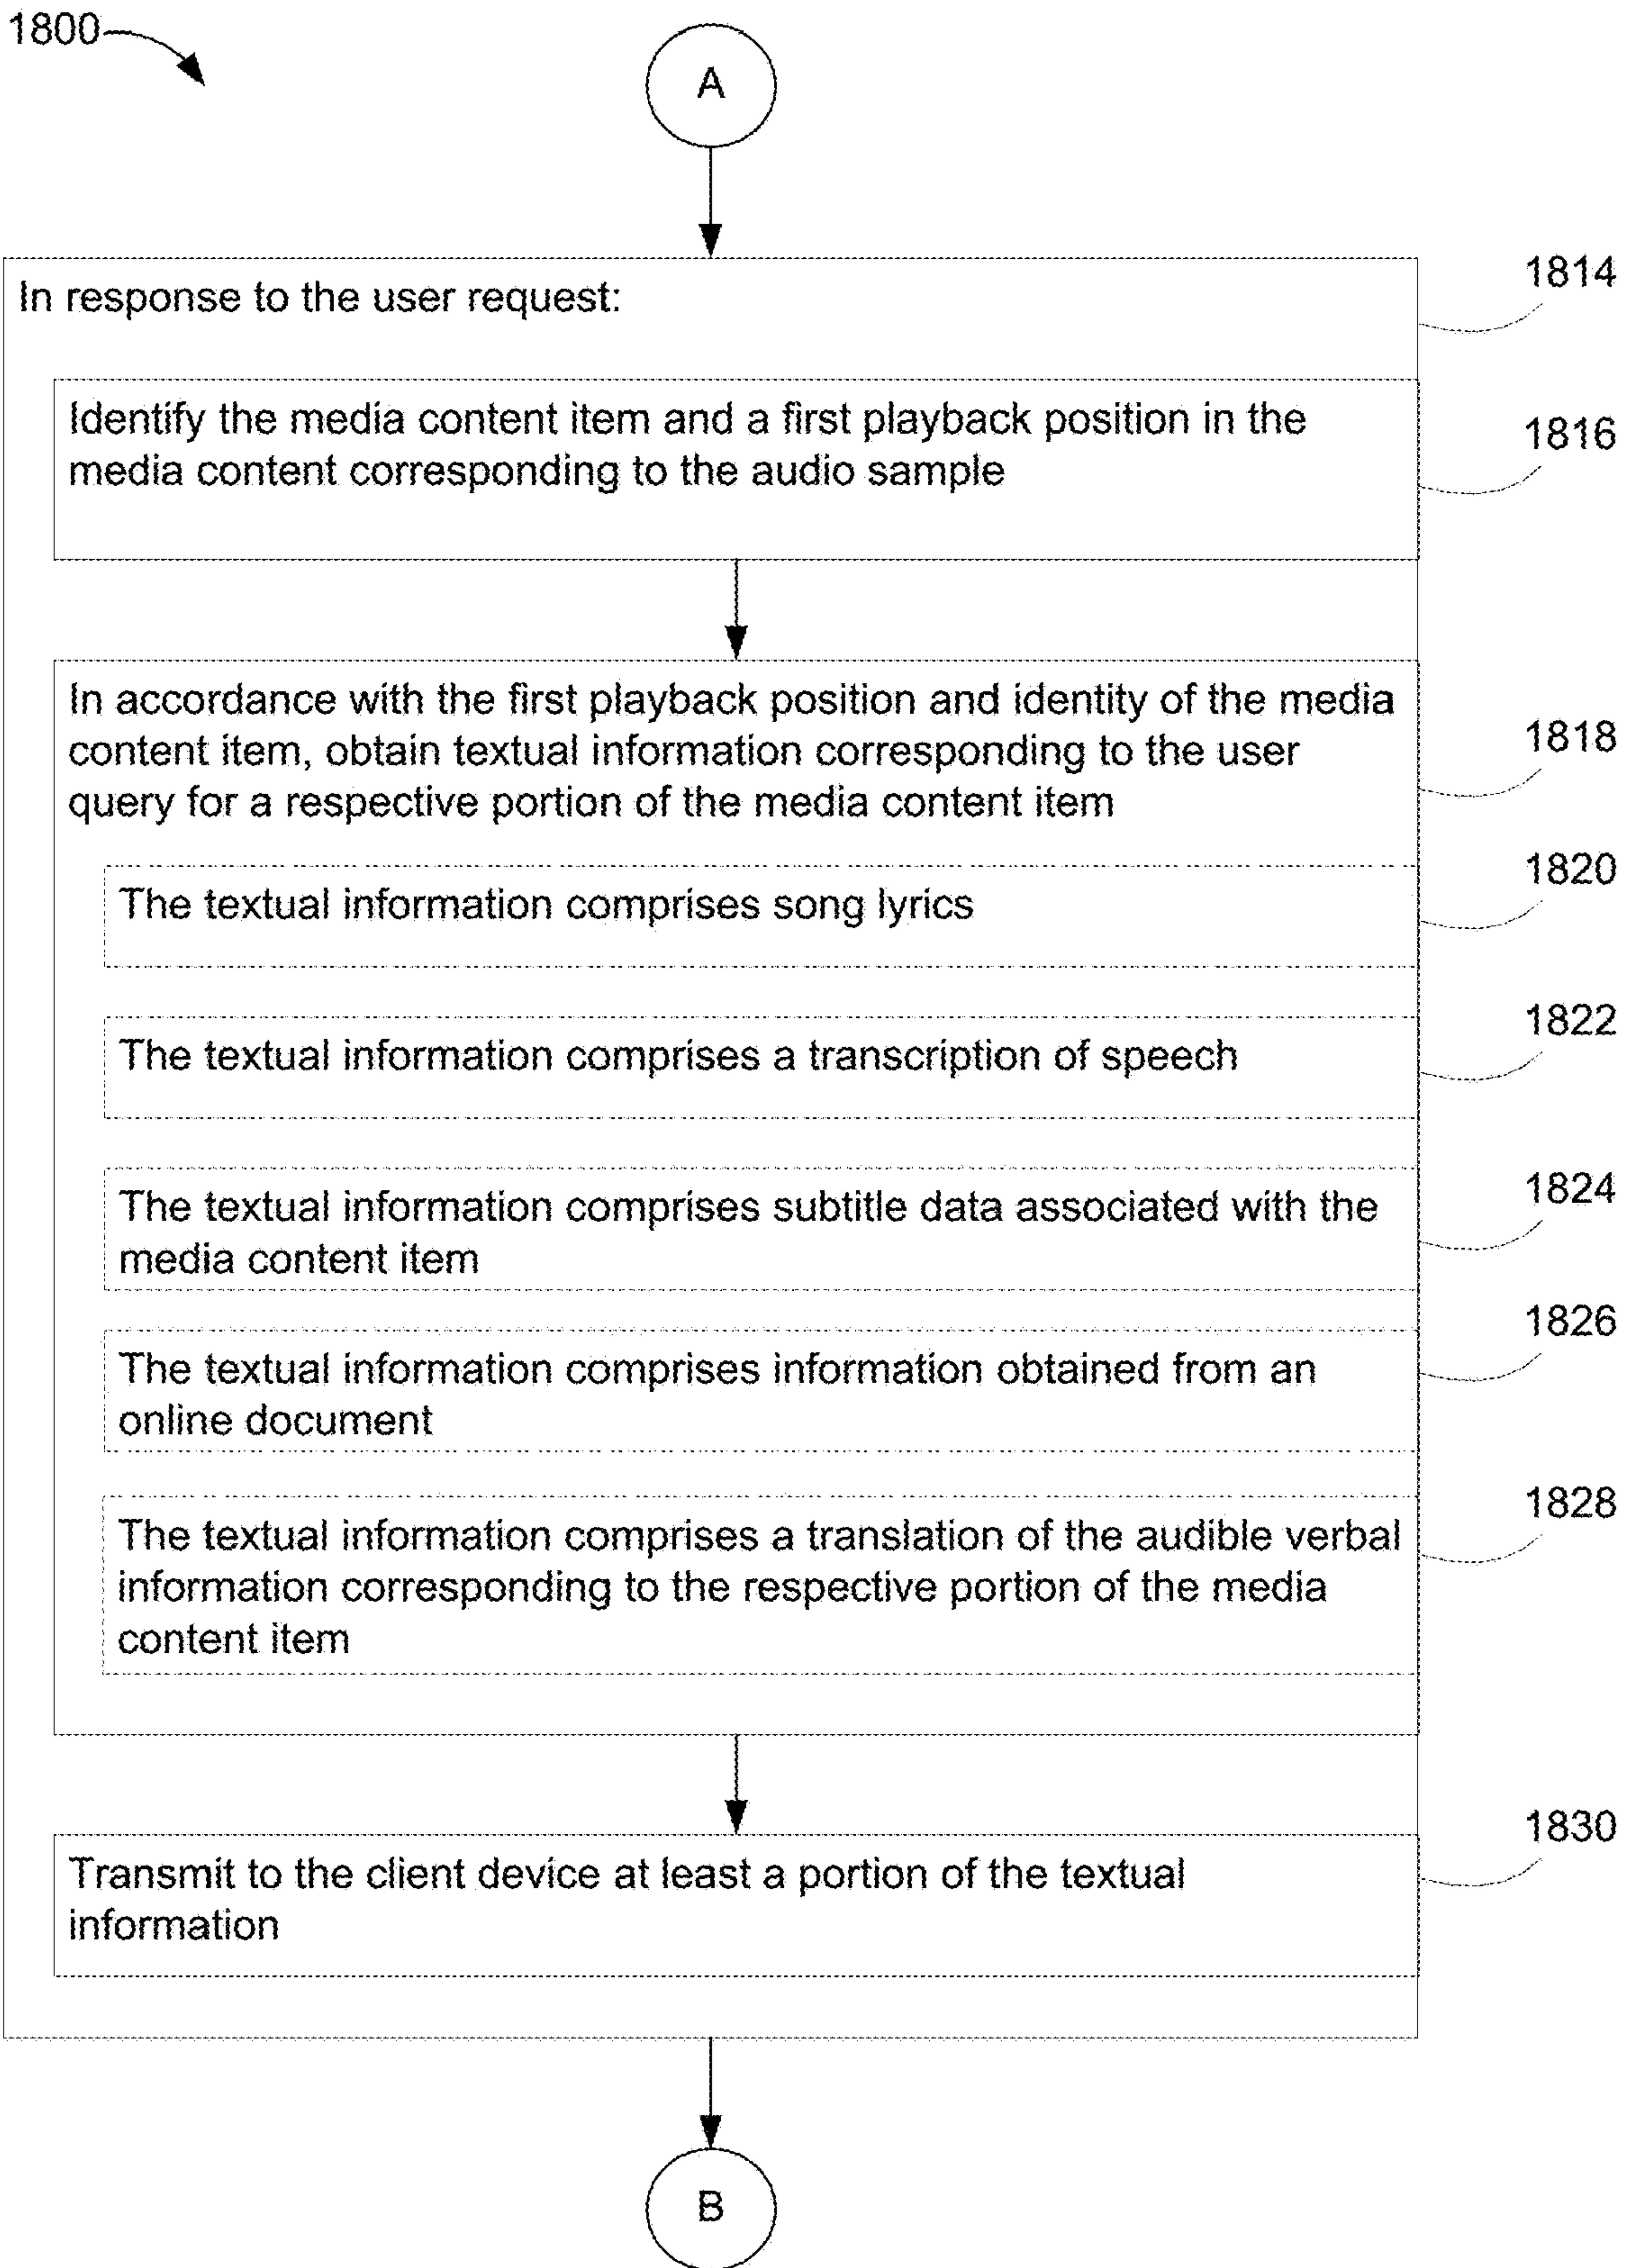 1800
A
In response to the user request:
1814
Identify the media content item and a first playback position in the
media content corresponding to the audio sample
1816
In accordance with the first playback position and identity of the media
content item, obtain textual information corresponding to the user
query for a respective portion of the media content item
1818
The textual information comprises song lyrics
1820
The textual information comprises a transcription of speech
1822
The textual information comprises subtitle data associated with the
media content item
1824
The textual information comprises information obtained from an
online document
1826
The textual information comprises a translation of the audible verbal
information corresponding to the respective portion of the media
content item
1828
Transmit to the client device at least a portion of the textual
information
1830
B